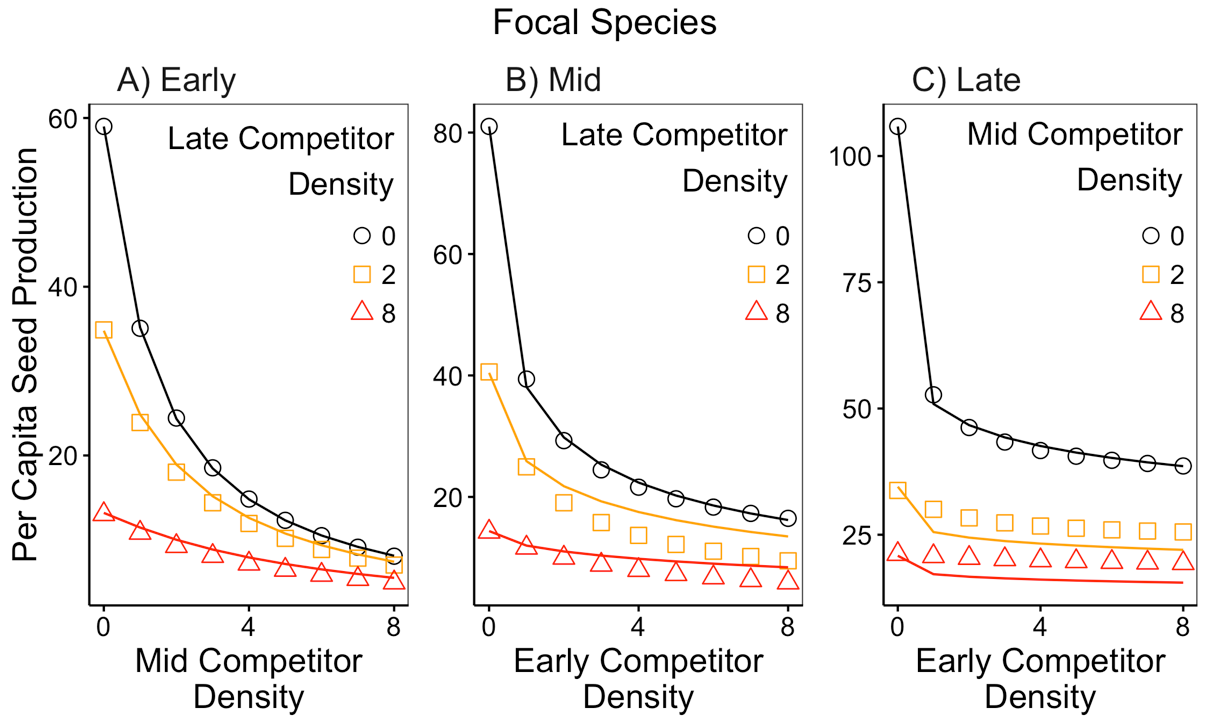 Focal Species
A) Early
B) Mid
C) Late
Per Capita Seed Production
60
40
20
Late Competitor
Density
0
2
8
0
4
8
Mid Competitor
Density
80
60
40
20
Late Competitor
Density
0
2
8
0
4
8
Early Competitor
Density
100
75
50
25
Mid Competitor
Density
0
2
8
0
4
8
Early Competitor
Density